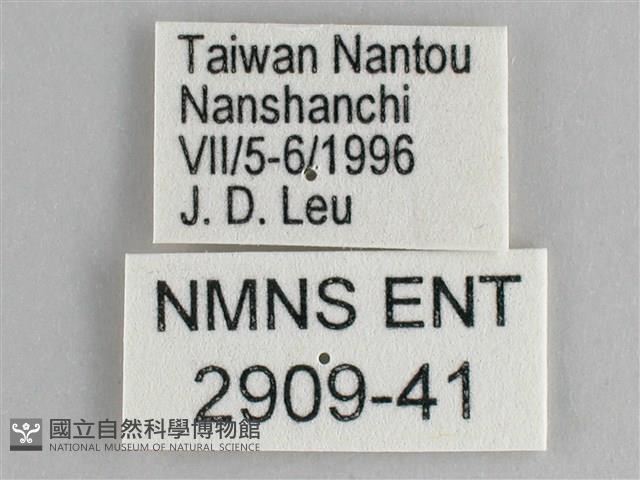 Taiwan Nantou
Nanshanchi
VII/5-6/1996
J. D. Leu
NMNS ENT
2909-41
國立自然科學博物館
NATIONAL MUSEUM OF NATURAL SCIENCE